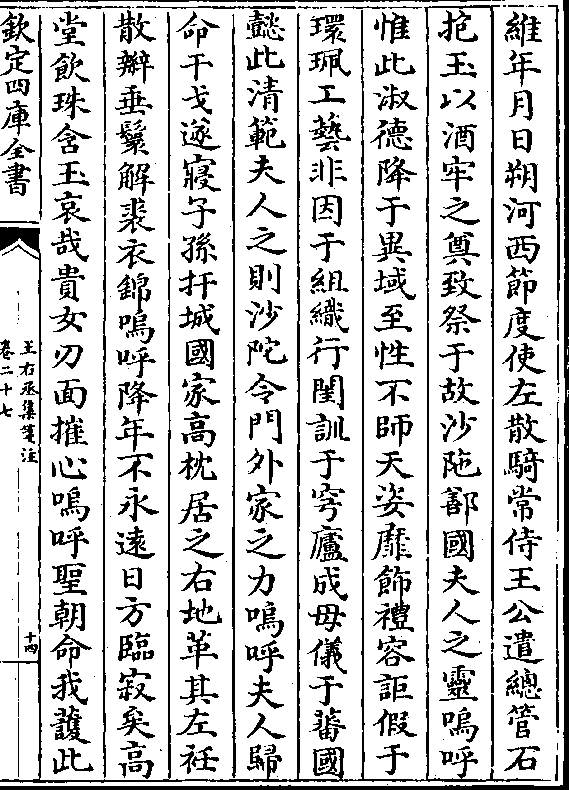 維年月日朔河西節度使左散騎常侍王公遣總管石
抱玉以酒牢之奠致祭于故沙陁鄯國夫人之靈嗚呼
惟此淑德降于異域至性不師天姿靡飾禮容詎假于
環珮工藝非因于組織行閨訓于穹廬成母儀于蕃國
懿此清範夫人之則沙陀令門外家之力嗚呼夫人歸
命干戈遂寢子孫扞城國家高枕居之右地革其左衽
散辮垂鬟解裘衣錦嗚呼降年不永遠日方臨寂矣高
堂飲珠含玉哀哉貴女刃面摧心嗚呼聖朝命我護此
欽定四庫全書
王右丞集箋注
卷二十七
十四